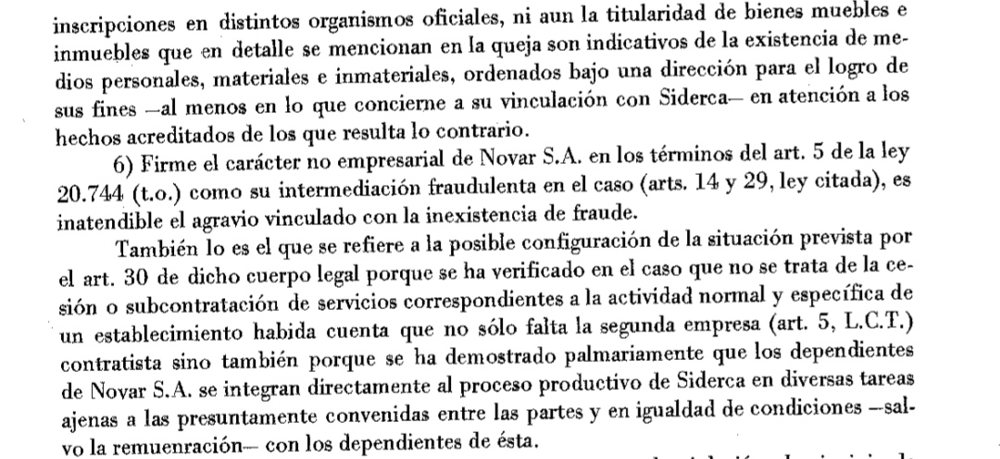 inscripciones en distintos organismos oficiales, ni aun la titularidad de bienes muebles e
inmuebles que en detalle se mencionan en la queja son indicativos de la existencia de me-
dios personales, materiales e inmateriales, ordenados bajo una dirección para el logro de
sus fines —al menos en lo que concierne a su vinculación con Siderca— en atención a los
hechos acreditados de los que resulta lo contrario.
6) Firme el carácter no empresarial de Novar S.A. en los términos del art. 5 de la ley
20.744 (t.o.) como su intermediación fraudulenta en el caso (arts. 14 y 29, ley citada), es
inatendible el agravio vinculado con la inexistencia de fraude.
También lo es el que se refiere a la posible configuración de la situación prevista por
el art. 30 de dicho cuerpo legal porque se ha verificado en el caso que no se trata de la ce-
sión o subcontratación de servicios correspondientes a la actividad normal y específica de
un establecimiento habida cuenta que no sólo falta la segunda empresa (art. 5, L.C.T.)
contratista sino también porque se ha demostrado palmariamente que los dependientes
de Novar S.A. se integran directamente al proceso productivo de Siderca en diversas tareas
ajenas a las presuntamente convenidas entre las partes y en igualdad de condiciones —sal-
vo la remuenración— con los dependientes de ésta.